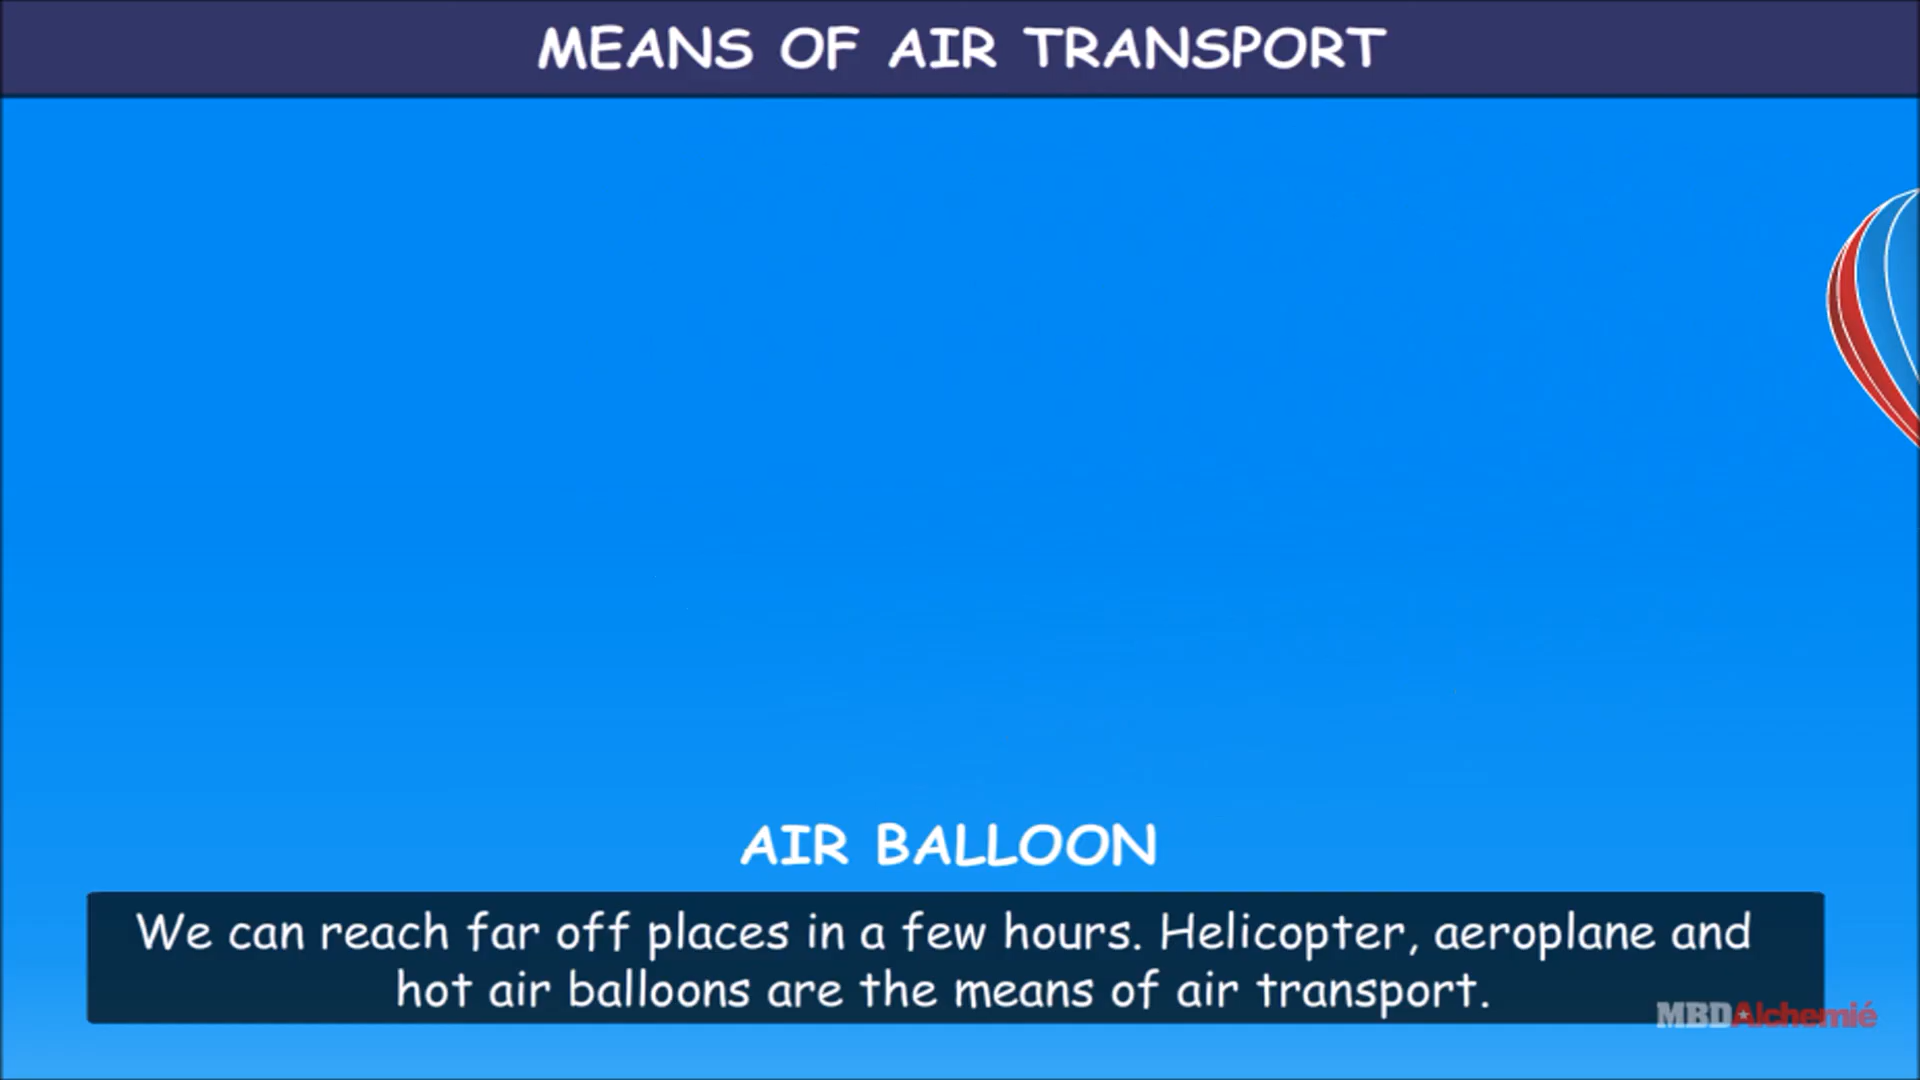 MEANS OF AIR TRANSPORT
AIR BALLOON
We can reach far off places in a few hours. Helicopter, aeroplane and
hot air balloons are the means of air transport.
MBDAlchemié